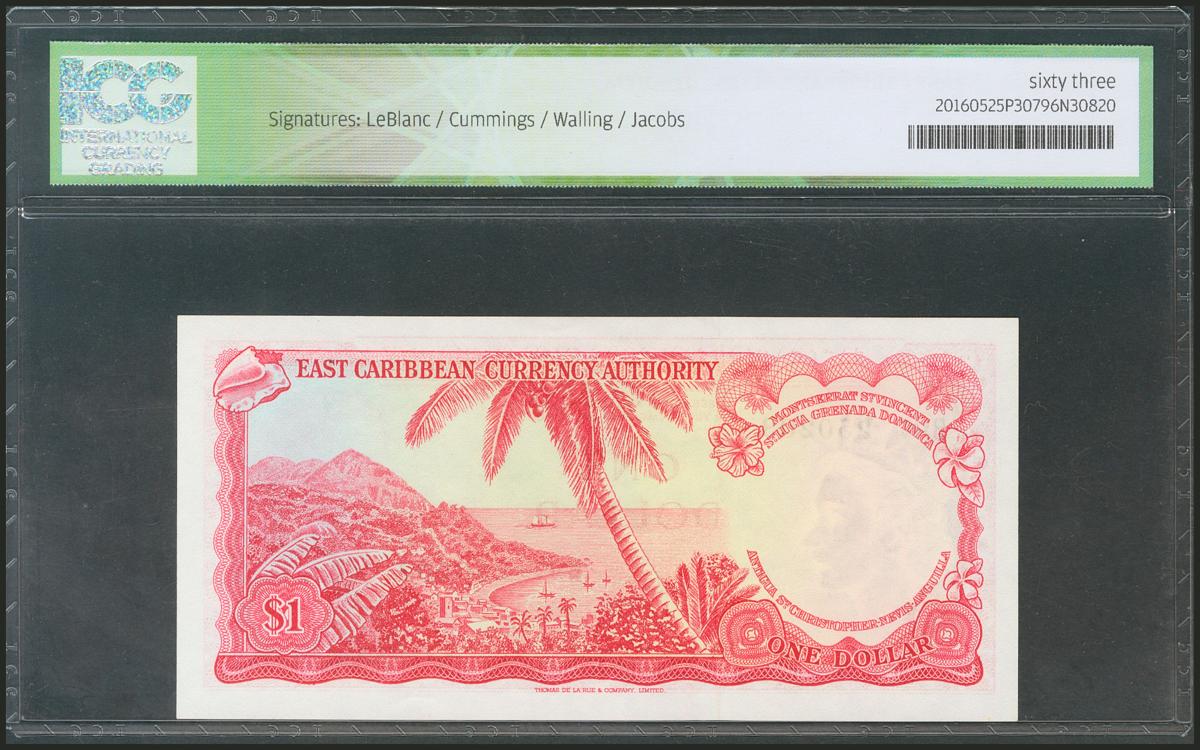 ICG
INTERNATIONAL
CURRENCY
GRADING
Signatures: LeBlanc / Cummings / Walling / Jacobs
sixty three
20160525P30796N30820
EAST CARIBBEAN CURRENCY AUTHORITY
MONTSERRAT ST VINCENT
ST LUCIA GRENADA DOMINICA
ANTIGUA ST CHRISTOPHER-NEVIS-ANGUILLA
$1
ONE DOLLAR
THOMAS DE LA RUE & COMPANY, LIMITED.